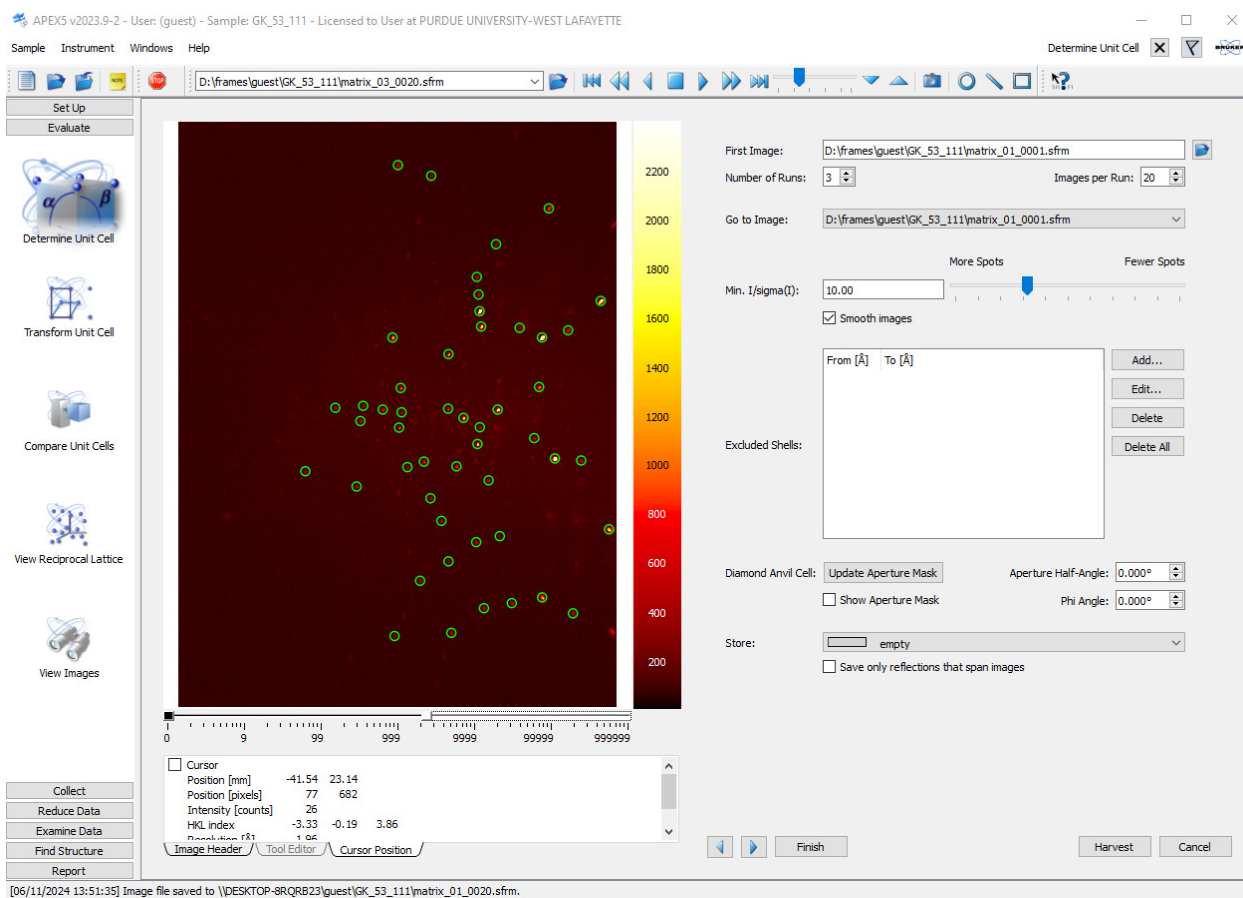 APEX5 v2023.9-2 - User: (guest) - Sample: GK_53_111 - Licensed to User at PURDUE UNIVERSITY-WEST LAFAYETTE
Sample Instrument Windows Help
Determine Unit Cell
BRUKER
NOTE
STOP
D:\frames\guest\GK_53_111\matrix_03_0020.sfrm
Set Up
Evaluate
α β
Determine Unit Cell
Transform Unit Cell
Compare Unit Cells
View Reciprocal Lattice
View Images
Collect
Reduce Data
Examine Data
Find Structure
Report
2200
2000
1800
1600
1400
1200
1000
800
600
400
200
0 9 99 999 9999 99999 999999
Cursor
Position [mm] -41.54 23.14
Position [pixels] 77 682
Intensity [counts] 26
HKL index -3.33 -0.19 3.86
Resolution [Å] 1.96
Image Header Tool Editor Cursor Position
First Image: D:\frames\guest\GK_53_111\matrix_01_0001.sfrm
Number of Runs: 3 Images per Run: 20
Go to Image: D:\frames\guest\GK_53_111\matrix_01_0001.sfrm
More Spots Fewer Spots
Min. I/sigma(I): 10.00
Smooth images
From [Å] To [Å]
Add...
Edit...
Delete
Delete All
Excluded Shells:
Diamond Anvil Cell: Update Aperture Mask Aperture Half-Angle: 0.000°
Show Aperture Mask Phi Angle: 0.000°
Store: empty
Save only reflections that span images
Finish Harvest Cancel
[06/11/2024 13:51:35] Image file saved to \\DESKTOP-8RQRB23\guest\GK_53_111\matrix_01_0020.sfrm.